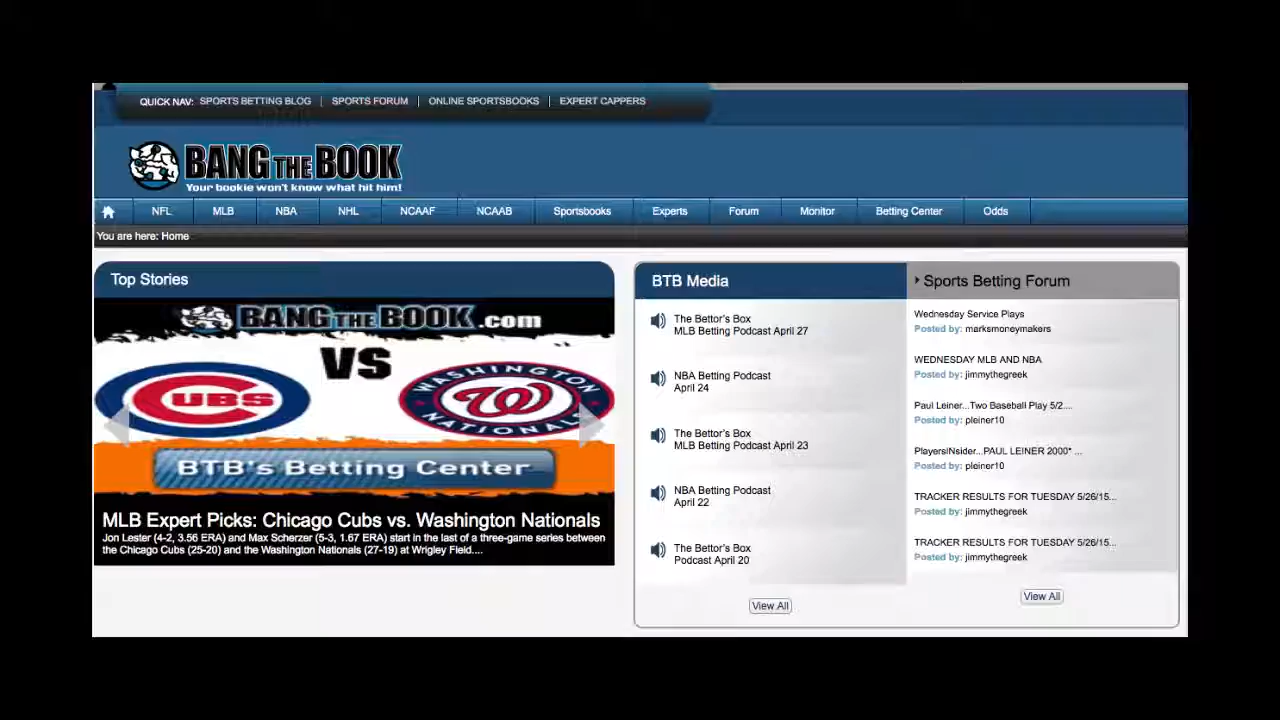 QUICK NAV: SPORTS BETTING BLOG | SPORTS FORUM | ONLINE SPORTSBOOKS | EXPERT CAPPERS
BANG THE BOOK
Your bookie won't know what hit him!
NFL MLB NBA NHL NCAAF NCAAB Sportsbooks Experts Forum Monitor Betting Center Odds
You are here: Home
Top Stories
BANG THE BOOK.com
VS
CUBS
WASHINGTON
W
NATIONALS
BTB's Betting Center
MLB Expert Picks: Chicago Cubs vs. Washington Nationals
Jon Lester (4-2, 3.56 ERA) and Max Scherzer (5-3, 1.67 ERA) start in the last of a three-game series between
the Chicago Cubs (25-20) and the Washington Nationals (27-19) at Wrigley Field....
BTB Media
The Bettor's Box
MLB Betting Podcast April 27
NBA Betting Podcast
April 24
The Bettor's Box
MLB Betting Podcast April 23
NBA Betting Podcast
April 22
The Bettor's Box
Podcast April 20
View All
Sports Betting Forum
Wednesday Service Plays
Posted by: marksmoneymakers
WEDNESDAY MLB AND NBA
Posted by: jimmythegreek
Paul Leiner...Two Baseball Play 5/2....
Posted by: pleiner10
PlayersINsider...PAUL LEINER 2000* ...
Posted by: pleiner10
TRACKER RESULTS FOR TUESDAY 5/26/15...
Posted by: jimmythegreek
TRACKER RESULTS FOR TUESDAY 5/26/15...
Posted by: jimmythegreek
View All